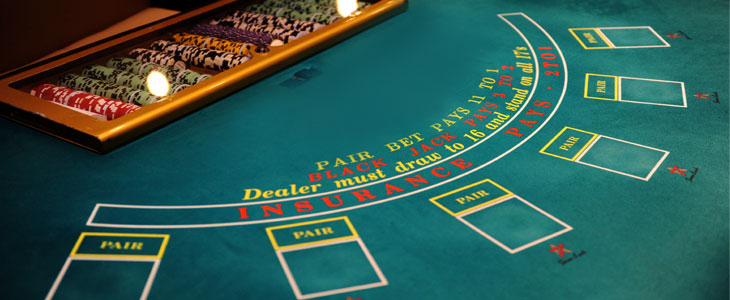 PAIR BET PAYS 11 TO 1
BLACK JACK PAYS 3 TO 2
Dealer must draw to 16 and stand on all 17's
INSURANCE PAYS · 2 TO 1
PAIR
PAIR
PAIR
PAIR
PAIR
PAIR